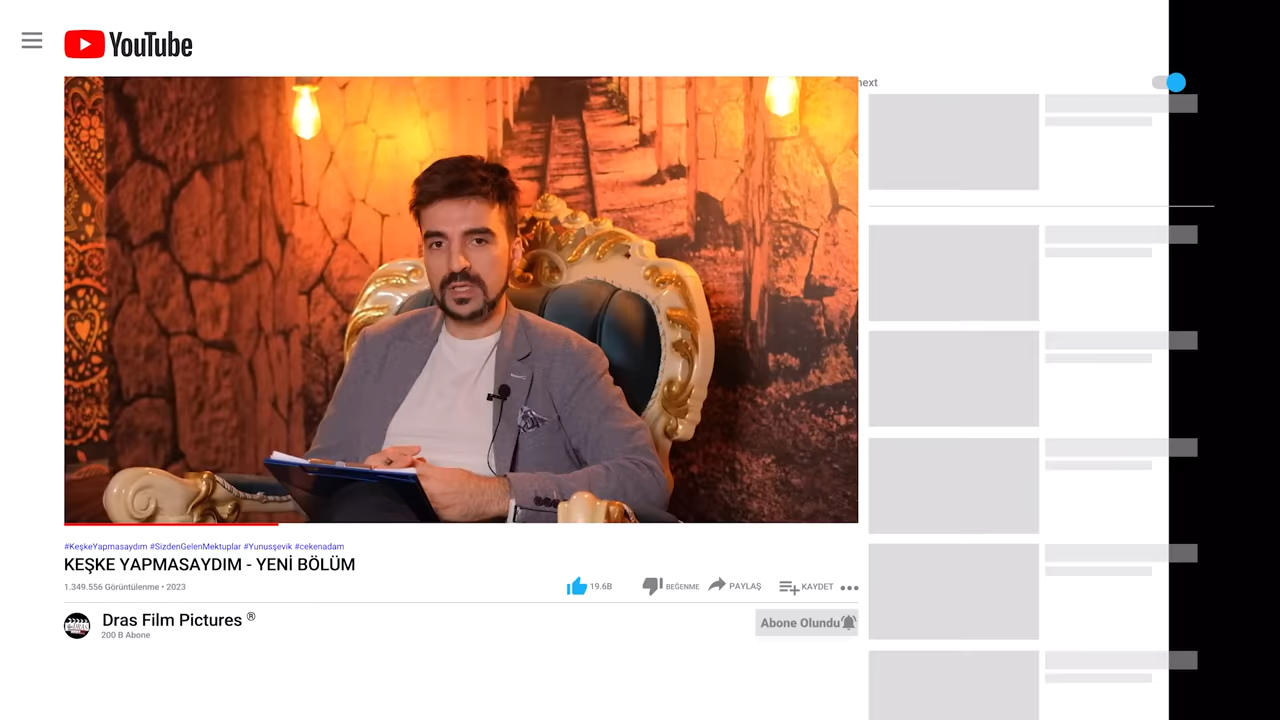 YouTube
next
#KeşkeYapmasaydım #SizdenGelenMektuplar #Yunusşevik #cekenadam
KEŞKE YAPMASAYDIM - YENİ BÖLÜM
1.349.556 Görüntülenme • 2023
19.6B
BEĞENME
PAYLAŞ
KAYDET
Dras Film Pictures ®
200 B Abone
Abone Olundu